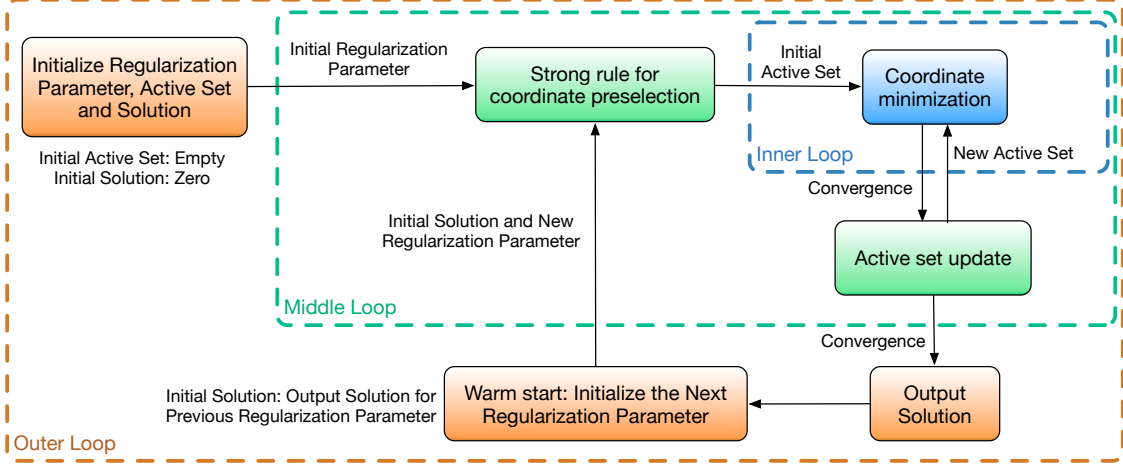 Initialize Regularization
Parameter, Active Set
and Solution
Initial Active Set: Empty
Initial Solution: Zero
Initial Regularization
Parameter
Strong rule for
coordinate preselection
Initial
Active Set
Coordinate
minimization
Inner Loop
New Active Set
Convergence
Active set update
Initial Solution and New
Regularization Parameter
Middle Loop
Convergence
Initial Solution: Output Solution for
Previous Regularization Parameter
Warm start: Initialize the Next
Regularization Parameter
Output
Solution
Outer Loop